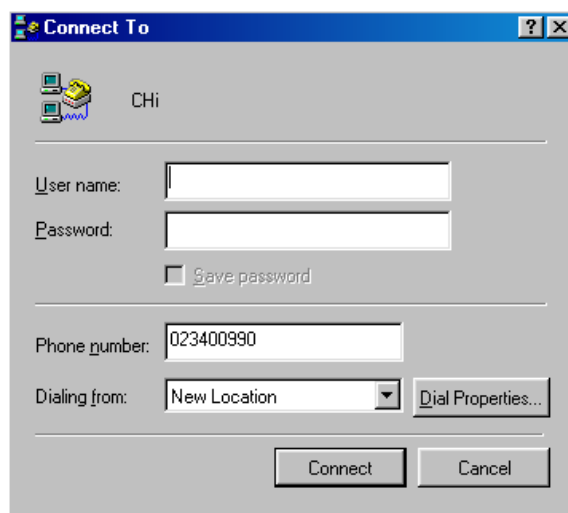 Connect To
CHi
User name:
Password:
Save password
Phone number: 023400990
Dialing from: New Location Dial Properties...
Connect Cancel